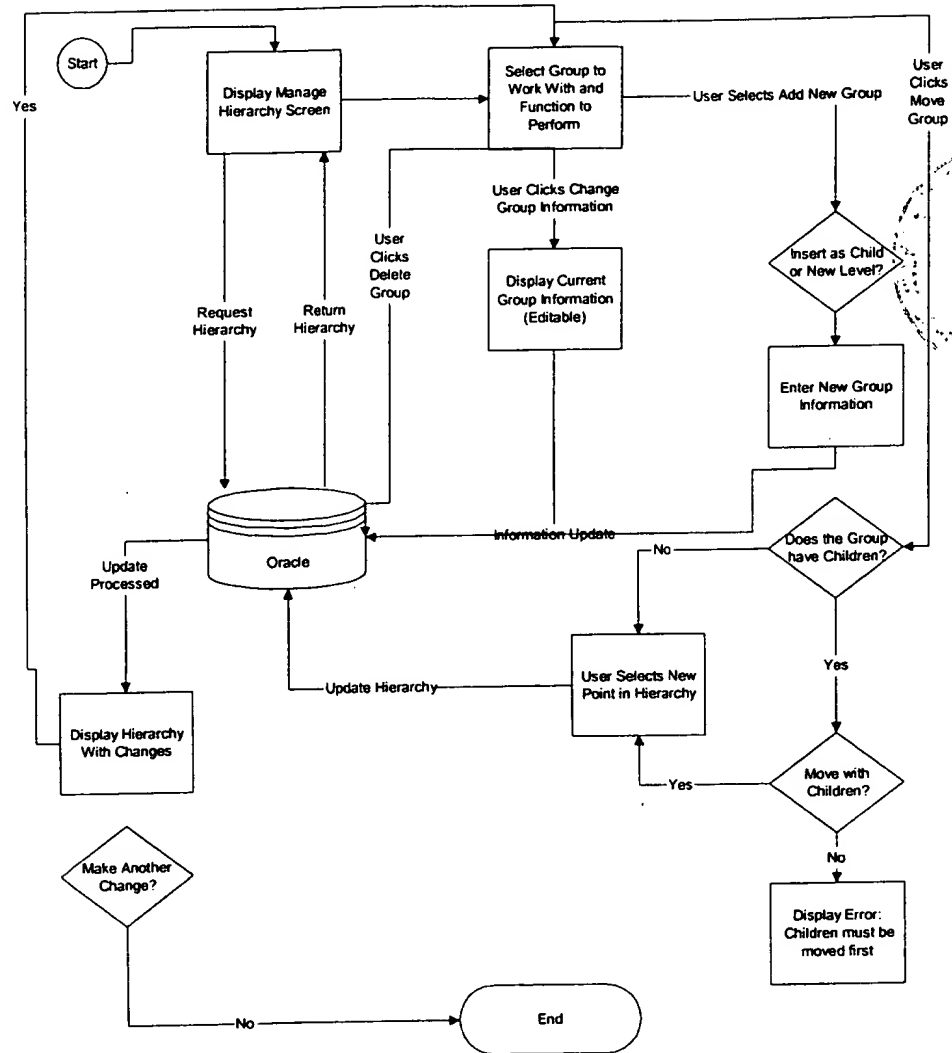 Start
Yes
Display Manage
Hierarchy Screen
Select Group to
Work With and
Function to
Perform
User Selects Add New Group
User
Clicks
Move
Group
User Clicks Change
Group Information
User
Clicks
Delete
Group
Insert as Child
or New Level?
Display Current
Group Information
(Editable)
Request
Hierarchy
Return
Hierarchy
Enter New Group
Information
Oracle
Information Update
No
Does the Group
have Children?
Update
Processed
Yes
Update Hierarchy
User Selects New
Point in Hierarchy
Display Hierarchy
With Changes
Yes
Move with
Children?
Make Another
Change?
No
Display Error:
Children must be
moved first
No
End